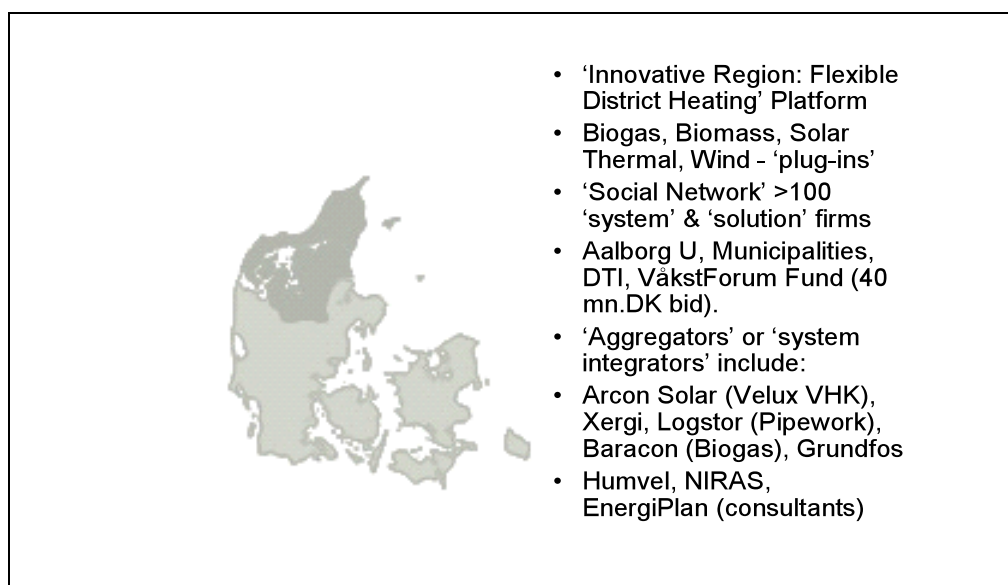 • ‘Innovative Region: Flexible
District Heating’ Platform
• Biogas, Biomass, Solar
Thermal, Wind - ‘plug-ins’
• ‘Social Network’ >100
‘system’ & ‘solution’ firms
• Aalborg U, Municipalities,
DTI, VåkstForum Fund (40
mn.DK bid).
• ‘Aggregators’ or ‘system
integrators’ include:
• Arcon Solar (Velux VHK),
Xergi, Logstor (Pipework),
Baracon (Biogas), Grundfos
• Humvel, NIRAS,
EnergiPlan (consultants)